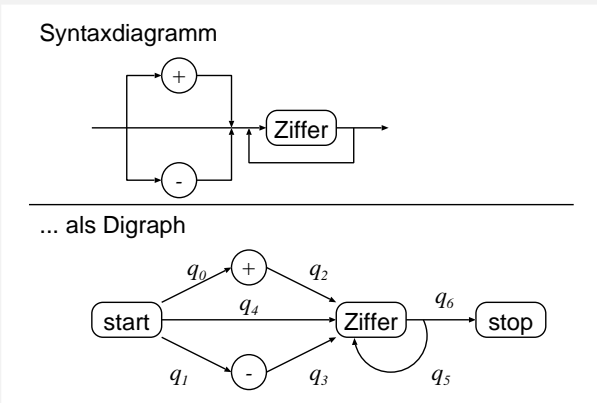 Syntaxdiagramm
+
Ziffer
-
... als Digraph
q0 + q2
q4 q6
start Ziffer stop
q1 - q3 q5